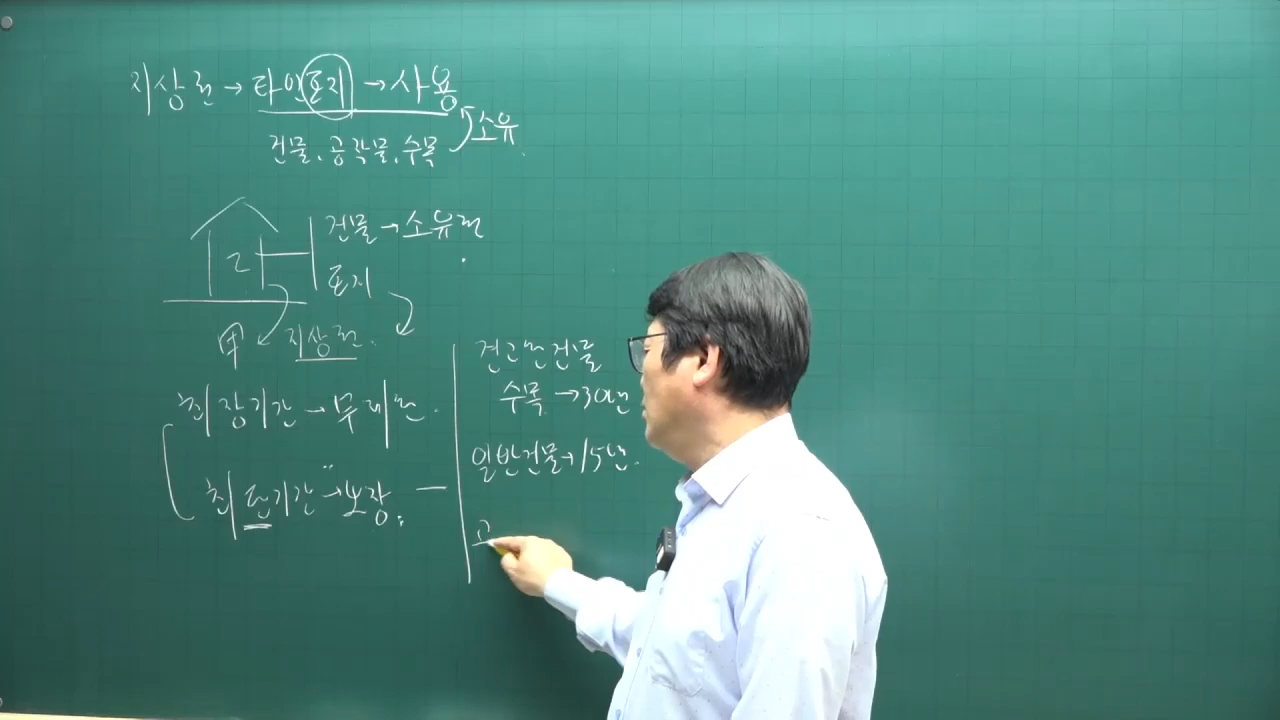 지상권→타인토지→사용
건물.공작물.수목 소유
건물→소유권
乙
토지
甲 지상권.
최장기간→무제한.
최단기간→보장.
견고한건물
수목→30년
일반건물→15년.
고